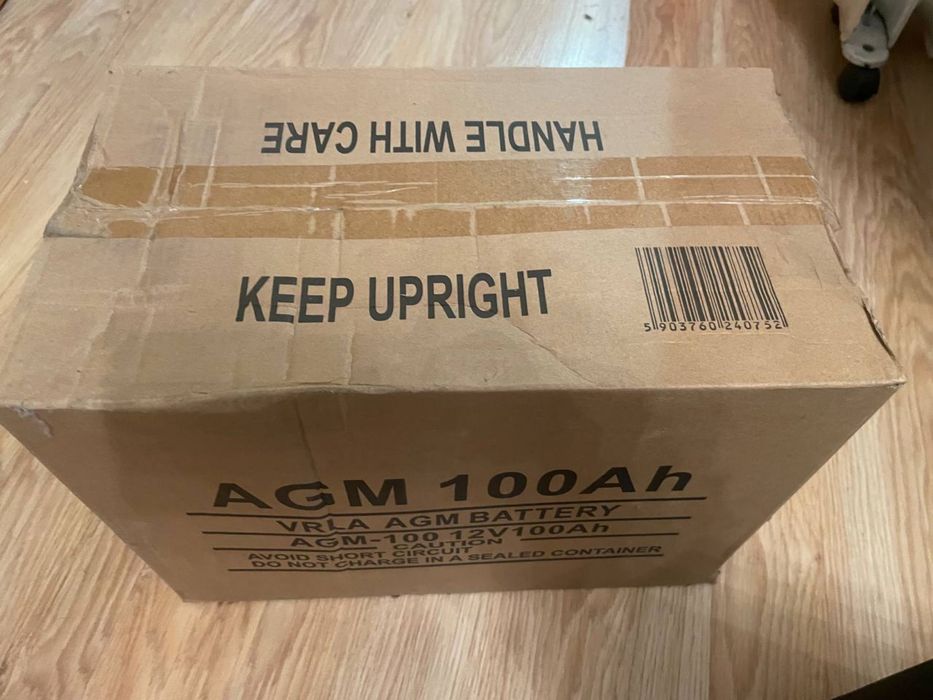 HANDLE WITH CARE
KEEP UPRIGHT
5 903760 240752
AGM 100Ah
VRLA AGM BATTERY
AGM-100 12V100Ah
CAUTION
AVOID SHORT CIRCUIT
DO NOT CHARGE IN A SEALED CONTAINER